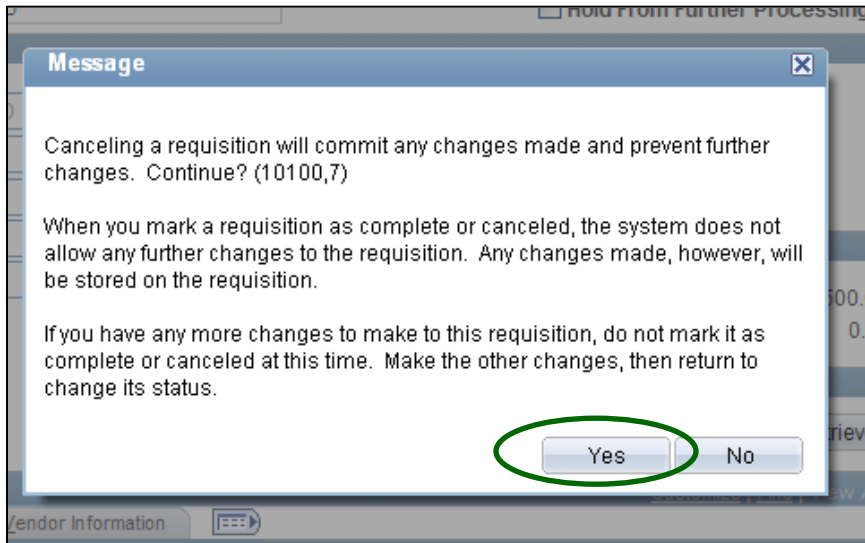 Hold From Further Processing
Message
Canceling a requisition will commit any changes made and prevent further
changes. Continue? (10100,7)
When you mark a requisition as complete or canceled, the system does not
allow any further changes to the requisition. Any changes made, however, will
be stored on the requisition.
If you have any more changes to make to this requisition, do not mark it as
complete or canceled at this time. Make the other changes, then return to
change its status.
Yes No
Vendor Information